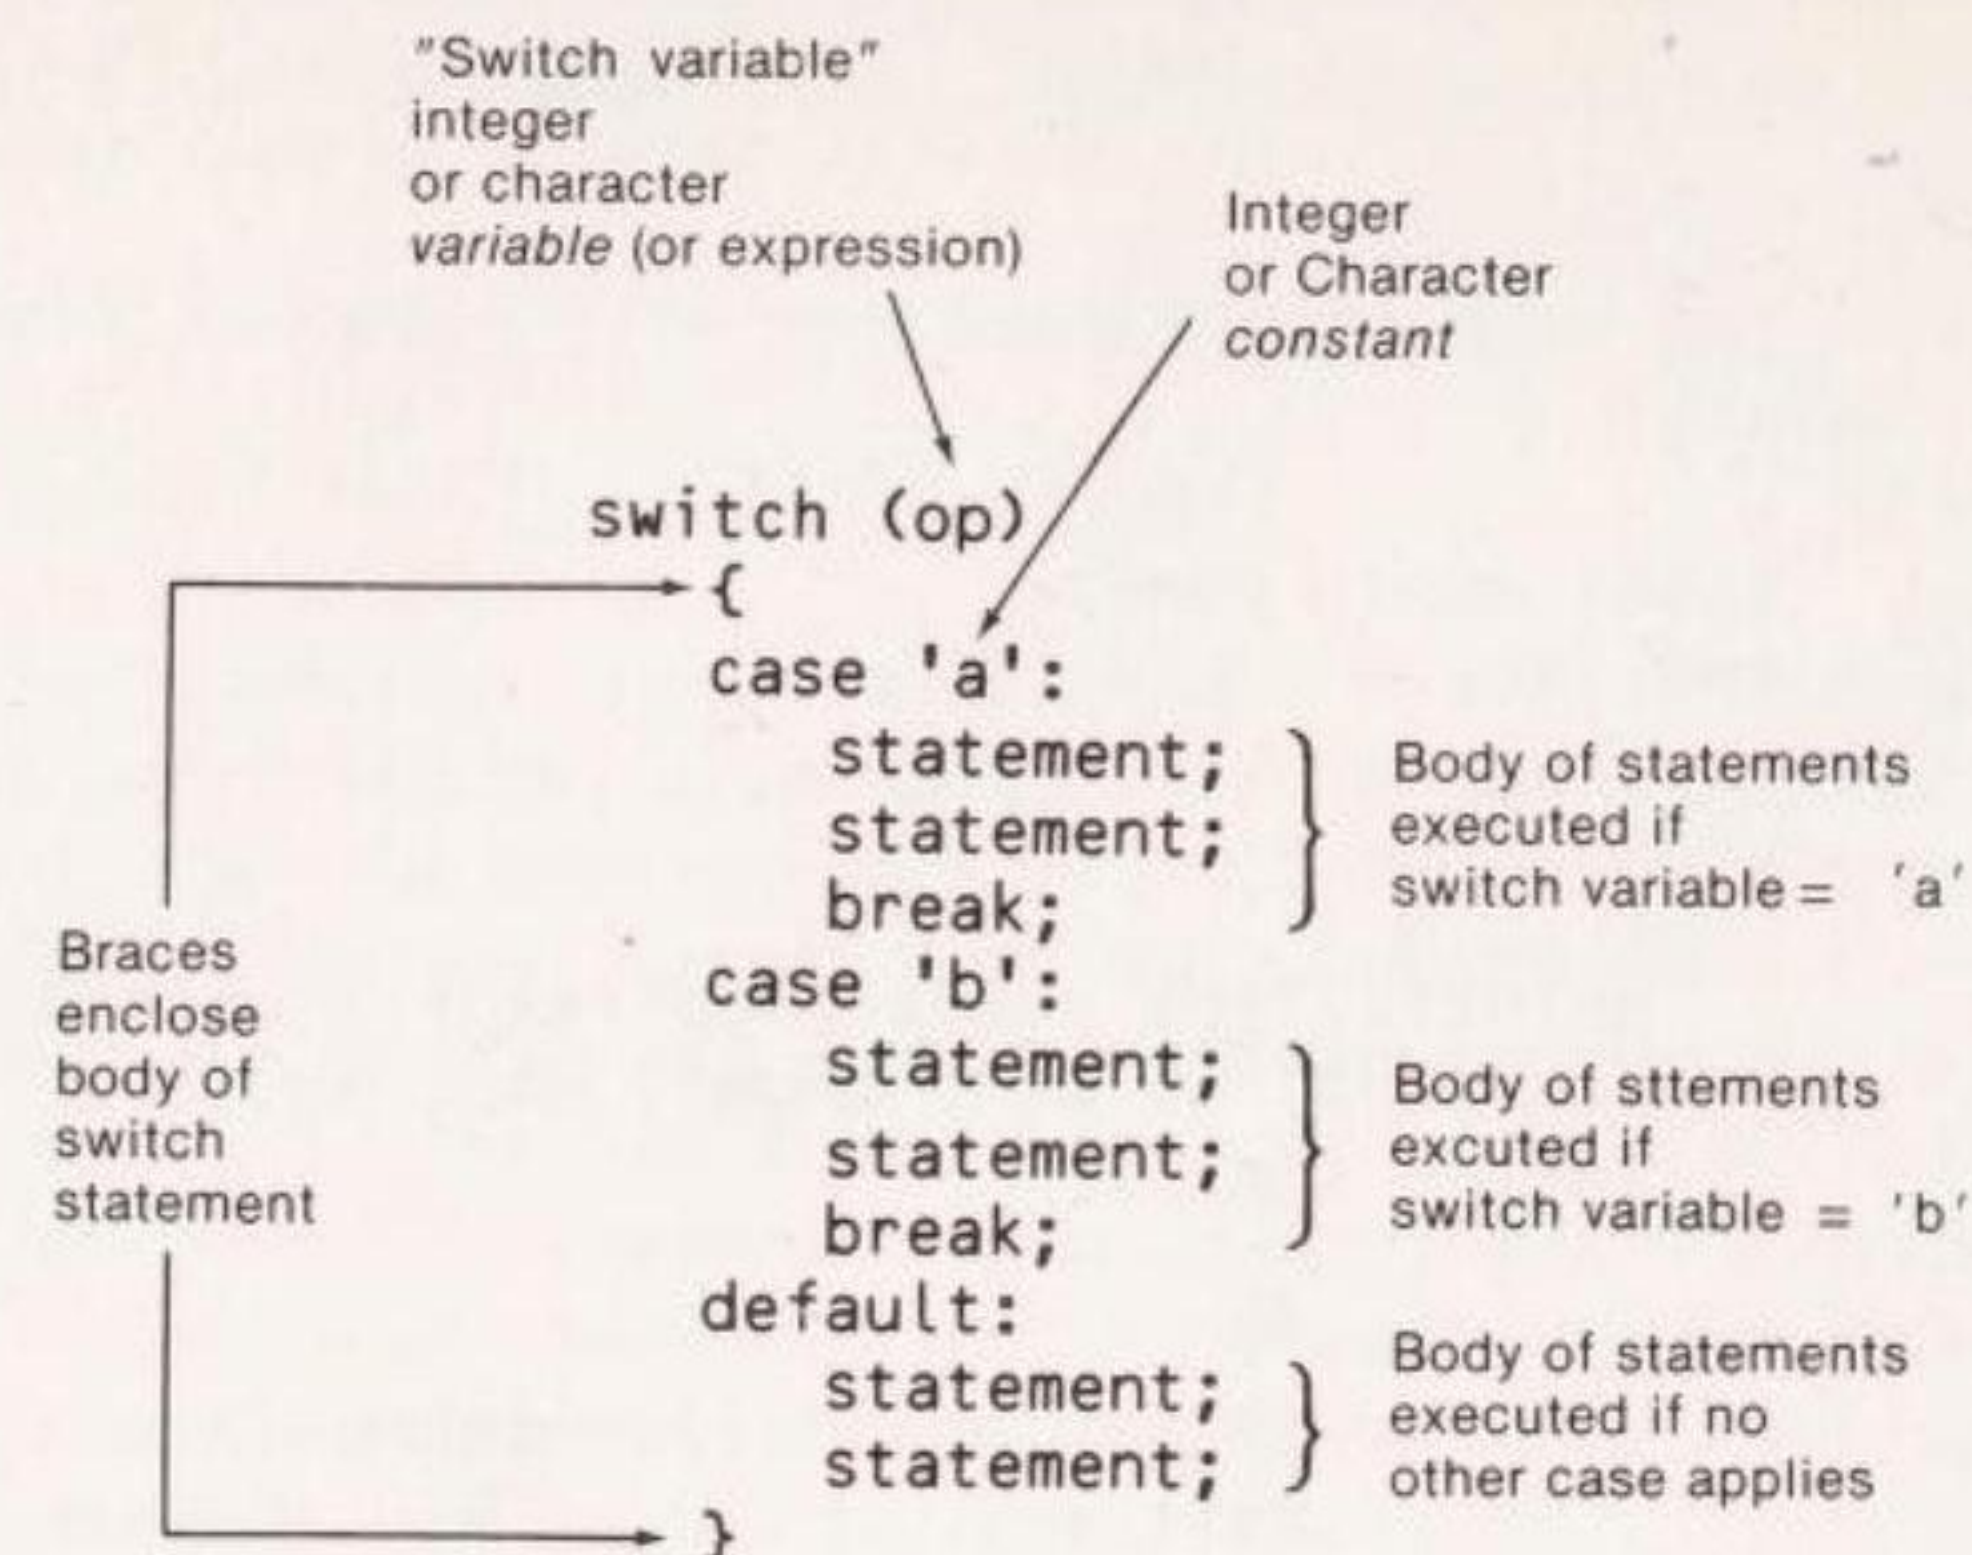 "Switch variable"
integer
or character
variable (or expression)
Integer
or Character
constant
switch (op)
{
case 'a':
statement;
statement;
break;
Body of statements
executed if
switch variable = 'a'
Braces
enclose
body of
switch
statement
case 'b':
statement;
statement;
break;
Body of sttements
excuted if
switch variable = 'b'
default:
statement;
statement;
Body of statements
executed if no
other case applies
}